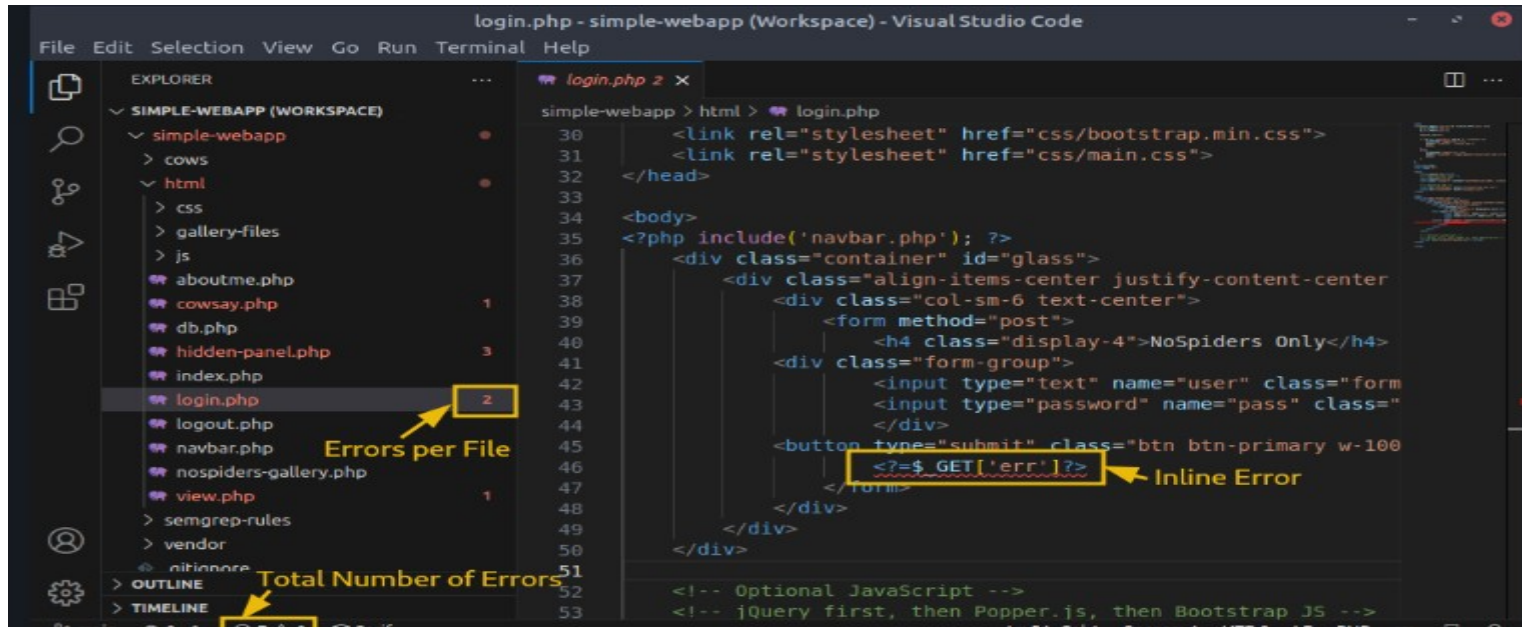 login.php - simple-webapp (Workspace) - Visual Studio Code
File Edit Selection View Go Run Terminal Help
EXPLORER
SIMPLE-WEBAPP (WORKSPACE)
simple-webapp
> cows
html
> css
> gallery-files
> js
aboutme.php
cowsay.php 1
db.php
hidden-panel.php 3
index.php
login.php 2
logout.php
navbar.php
nospiders-gallery.php
view.php 1
> semgrep-rules
> vendor
.gitignore
> OUTLINE
> TIMELINE
Errors per File
Total Number of Errors
login.php 2
simple-webapp > html > login.php
30 <link rel="stylesheet" href="css/bootstrap.min.css">
31 <link rel="stylesheet" href="css/main.css">
32 </head>
33
34 <body>
35 <?php include('navbar.php'); ?>
36 <div class="container" id="glass">
37 <div class="align-items-center justify-content-center
38 <div class="col-sm-6 text-center">
39 <form method="post">
40 <h4 class="display-4">NoSpiders Only</h4>
41 <div class="form-group">
42 <input type="text" name="user" class="form
43 <input type="password" name="pass" class="
44 </div>
45 <button type="submit" class="btn btn-primary w-100
46 <?=$_GET['err']?>
Inline Error
47 </form>
48 </div>
49 </div>
50 </div>
51
52 <!-- Optional JavaScript -->
53 <!-- jQuery first, then Popper.js, then Bootstrap JS -->